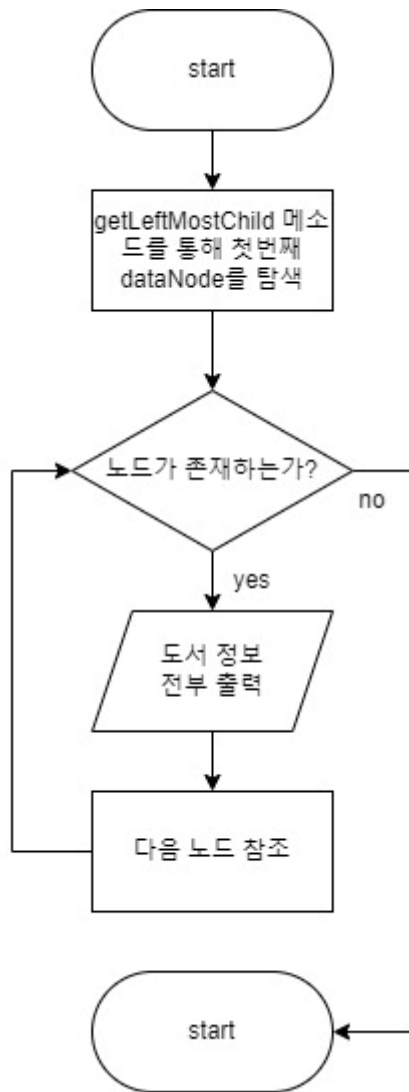 start
getLeftMostChild 메소
드를 통해 첫번째
dataNode를 탐색
노드가 존재하는가?
no
yes
도서 정보
전부 출력
다음 노드 참조
start